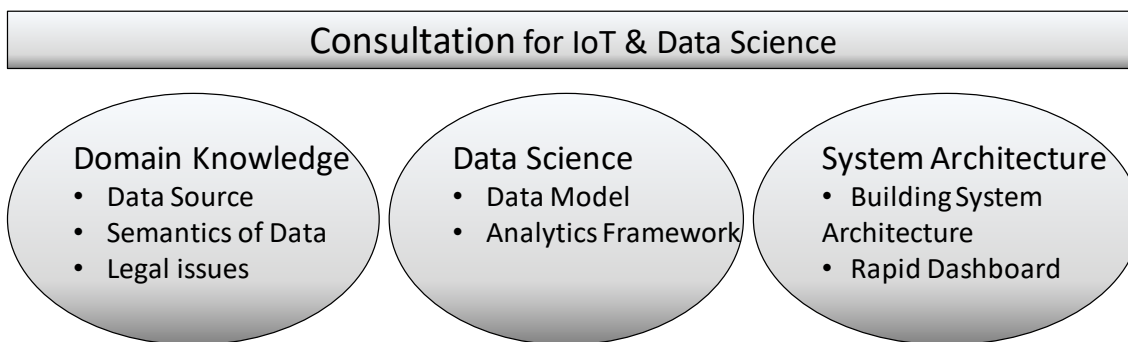 Consultation for IoT & Data Science
Domain Knowledge
• Data Source
• Semantics of Data
• Legal issues
Data Science
• Data Model
• Analytics Framework
System Architecture
• Building System
Architecture
• Rapid Dashboard